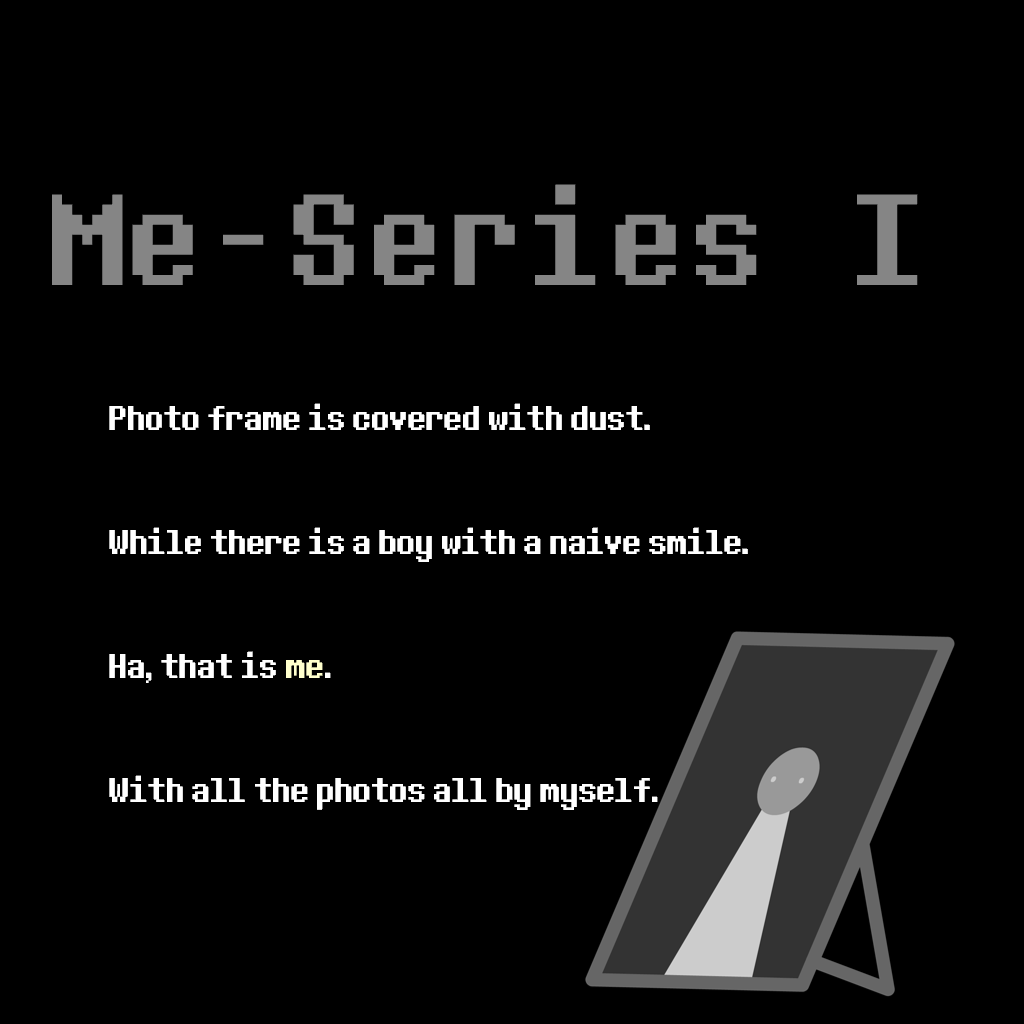 Me-Series I
Photo frame is covered with dust.
While there is a boy with a naive smile.
Ha, that is me.
With all the photos all by myself.